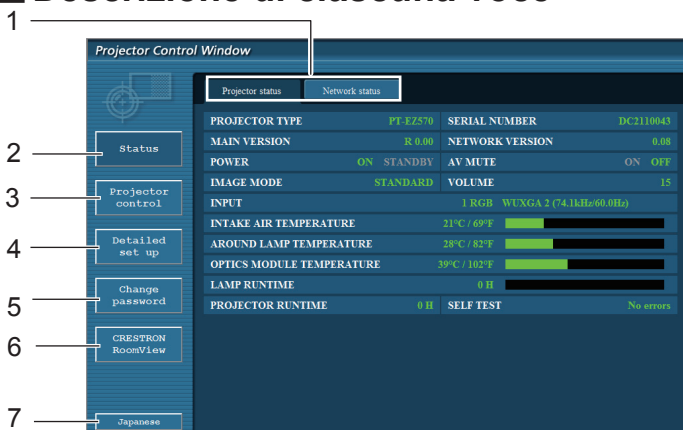 Descrizione di ciascuna voce
1
Projector Control Window
Projector status Network status
PROJECTOR TYPE PT-EZ570 SERIAL NUMBER DC2110043
MAIN VERSION R 0.00 NETWORK VERSION 0.08
POWER ON STANDBY AV MUTE ON OFF
IMAGE MODE STANDARD VOLUME 15
INPUT 1 RGB WUXGA 2 (74.1kHz/60.0Hz)
INTAKE AIR TEMPERATURE 21°C / 69°F
AROUND LAMP TEMPERATURE 28°C / 82°F
OPTICS MODULE TEMPERATURE 39°C / 102°F
LAMP RUNTIME 0 H
PROJECTOR RUNTIME 0 H SELF TEST No errors
2 Status
3 Projector
control
4 Detailed
set up
5 Change
password
6 CRESTRON
RoomView
7 Japanese